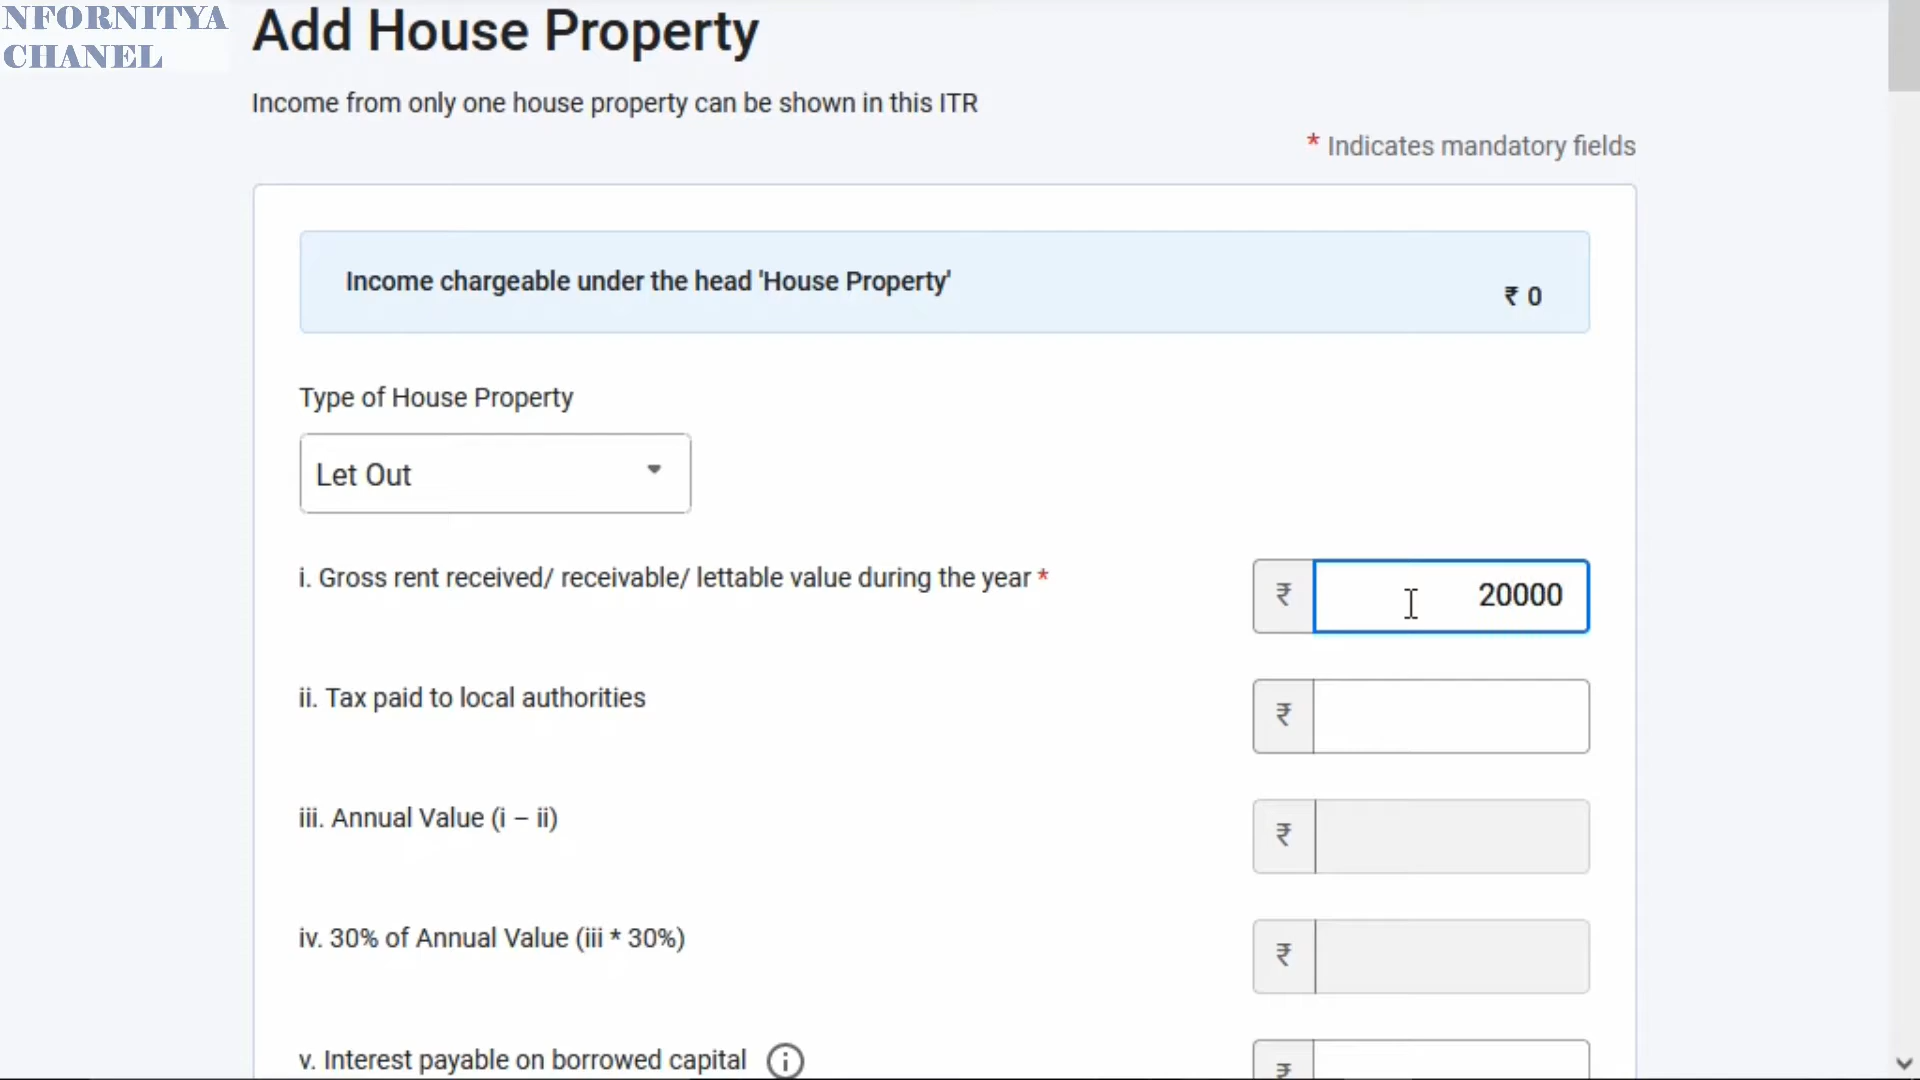 NFORNITYA
CHANEL
Add House Property
Income from only one house property can be shown in this ITR
* Indicates mandatory fields
Income chargeable under the head 'House Property'
₹ 0
Type of House Property
Let Out
i. Gross rent received/ receivable/ lettable value during the year *
₹ 20000
ii. Tax paid to local authorities
₹
iii. Annual Value (i – ii)
₹
iv. 30% of Annual Value (iii * 30%)
₹
v. Interest payable on borrowed capital
₹